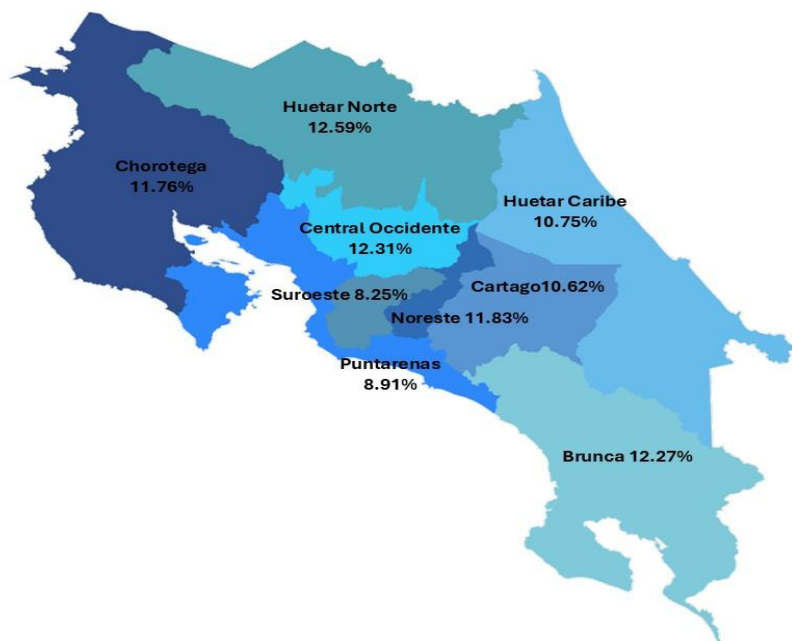 Huetar Norte
12.59%
Chorotega
11.76%
Huetar Caribe
10.75%
Central Occidente
12.31%
Cartago10.62%
Suroeste 8.25%
Noreste 11.83%
Puntarenas
8.91%
Brunca 12.27%